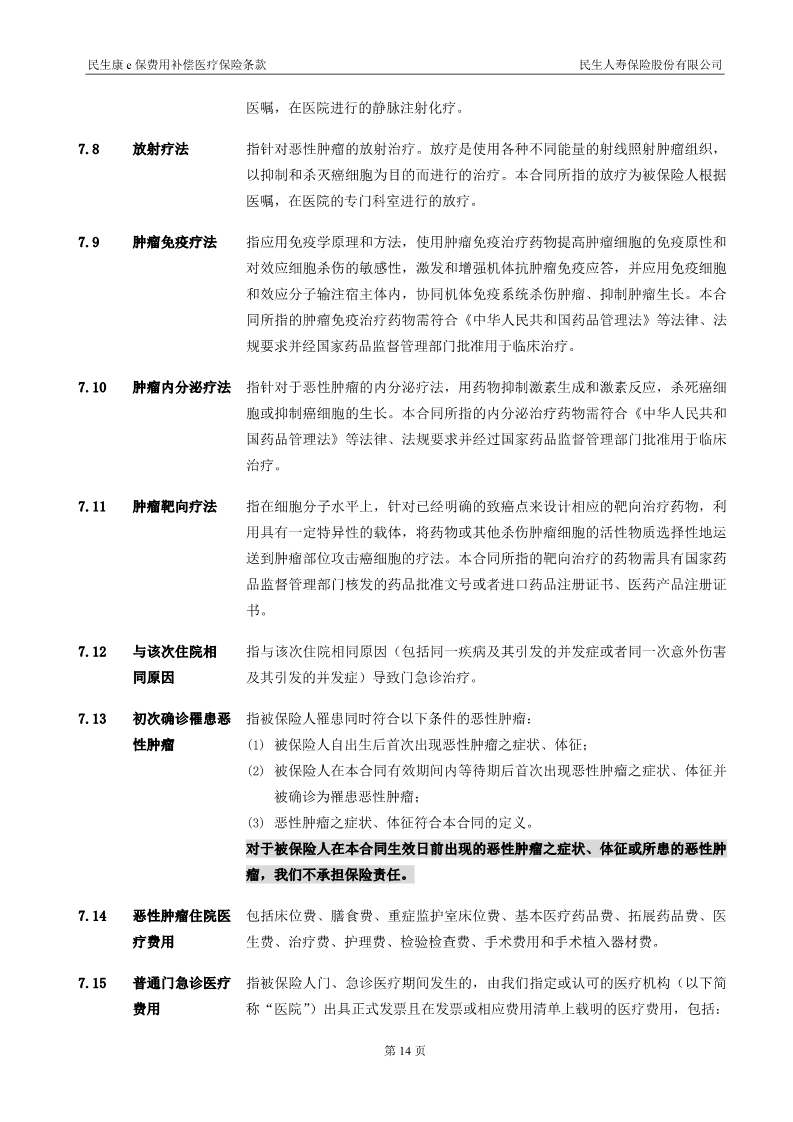 民生康 e 保费用补偿医疗保险条款 民生人寿保险股份有限公司
医嘱，在医院进行的静脉注射化疗。
7.8 放射疗法 指针对恶性肿瘤的放射治疗。放疗是使用各种不同能量的射线照射肿瘤组织，
以抑制和杀灭癌细胞为目的而进行的治疗。本合同所指的放疗为被保险人根据
医嘱，在医院的专门科室进行的放疗。
7.9 肿瘤免疫疗法 指应用免疫学原理和方法，使用肿瘤免疫治疗药物提高肿瘤细胞的免疫原性和
对效应细胞杀伤的敏感性，激发和增强机体抗肿瘤免疫应答，并应用免疫细胞
和效应分子输注宿主体内，协同机体免疫系统杀伤肿瘤、抑制肿瘤生长。本合
同所指的肿瘤免疫治疗药物需符合《中华人民共和国药品管理法》等法律、法
规要求并经国家药品监督管理部门批准用于临床治疗。
7.10 肿瘤内分泌疗法 指针对于恶性肿瘤的内分泌疗法，用药物抑制激素生成和激素反应，杀死癌细
胞或抑制癌细胞的生长。本合同所指的内分泌治疗药物需符合《中华人民共和
国药品管理法》等法律、法规要求并经过国家药品监督管理部门批准用于临床
治疗。
7.11 肿瘤靶向疗法 指在细胞分子水平上，针对已经明确的致癌点来设计相应的靶向治疗药物，利
用具有一定特异性的载体，将药物或其他杀伤肿瘤细胞的活性物质选择性地运
送到肿瘤部位攻击癌细胞的疗法。本合同所指的靶向治疗的药物需具有国家药
品监督管理部门核发的药品批准文号或者进口药品注册证书、医药产品注册证
书。
7.12 与该次住院相 指与该次住院相同原因（包括同一疾病及其引发的并发症或者同一次意外伤害
同原因 及其引发的并发症）导致门急诊治疗。
7.13 初次确诊罹患恶 指被保险人罹患同时符合以下条件的恶性肿瘤：
性肿瘤 ⑴ 被保险人自出生后首次出现恶性肿瘤之症状、体征；
⑵ 被保险人在本合同有效期间内等待期后首次出现恶性肿瘤之症状、体征并
被确诊为罹患恶性肿瘤；
⑶ 恶性肿瘤之症状、体征符合本合同的定义。
对于被保险人在本合同生效日前出现的恶性肿瘤之症状、体征或所患的恶性肿
瘤，我们不承担保险责任。
7.14 恶性肿瘤住院医 包括床位费、膳食费、重症监护室床位费、基本医疗药品费、拓展药品费、医
疗费用 生费、治疗费、护理费、检验检查费、手术费用和手术植入器材费。
7.15 普通门急诊医疗 指被保险人门、急诊医疗期间发生的，由我们指定或认可的医疗机构（以下简
费用 称“医院”）出具正式发票且在发票或相应费用清单上载明的医疗费用，包括：
第 14 页